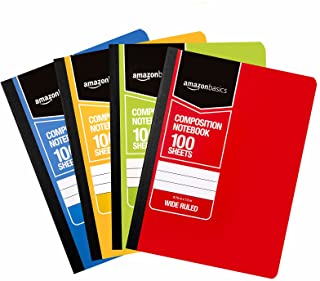 amazonbasics
COMPOSITION
NOTEBOOK
100
SHEETS
amazonbasics
COMPOSITION
NOTEBOOK
100
SHEETS
amazonbasics
COMPOSITION
NOTEBOOK
100
SHEETS
amazonbasics
COMPOSITION
NOTEBOOK
100
SHEETS
WIDE RULED